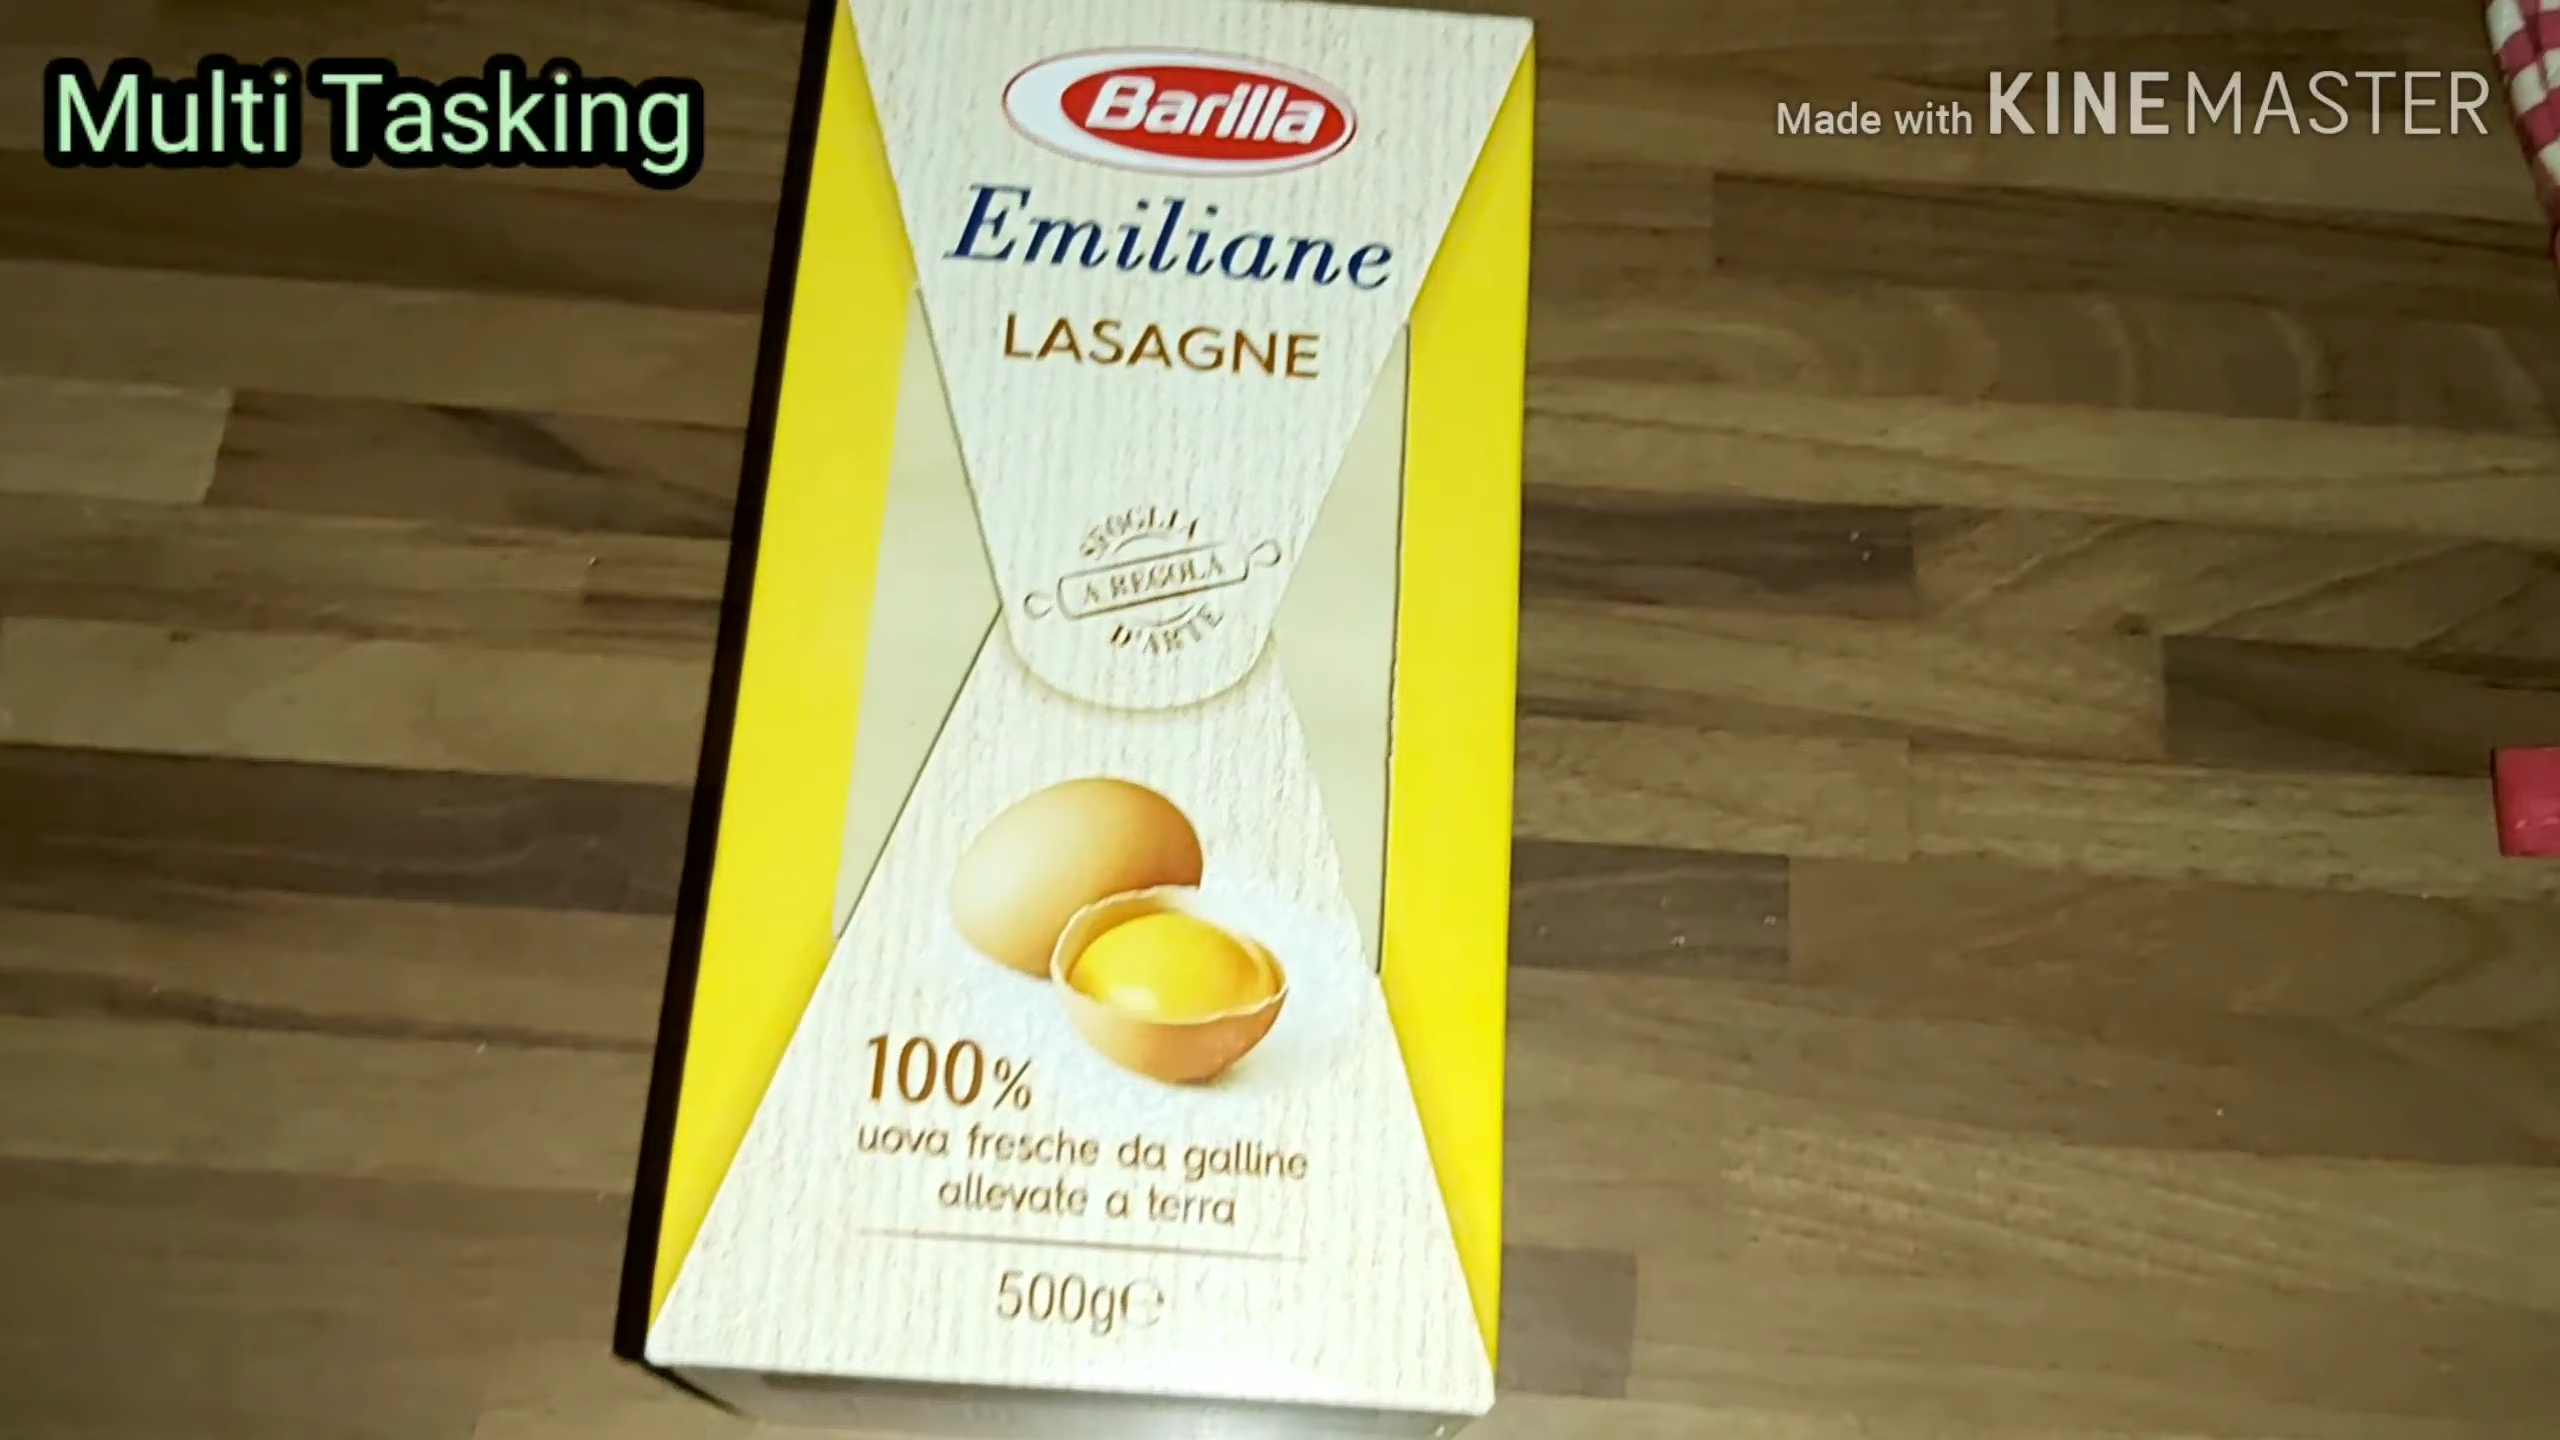 Multi Tasking
Made with KINEMASTER
Barilla
Emiliane
LASAGNE
SFOGLIA
A REGOLA
D'ARTE
100%
uova fresche da galline
allevate a terra
500g℮